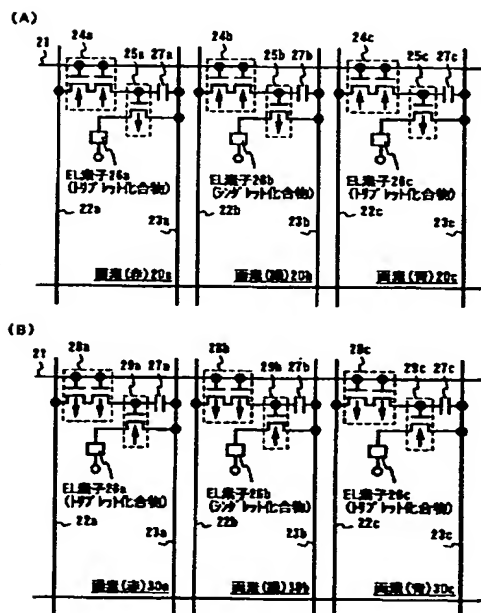 (A)
21 24a 25a 27a 24b 25b 27b 24c 25c 27c
EL素子26a
(トリプレット化合物)
EL素子26b
(シングレット化合物)
EL素子26c
(トリプレット化合物)
22a 23a 22b 23b 22c 23c
画素(赤)20a 画素(緑)20b 画素(青)20c
(B)
21 28a 29a 27a 28b 29b 27b 28c 29c 27c
EL素子26a
(トリプレット化合物)
EL素子26b
(シングレット化合物)
EL素子26c
(トリプレット化合物)
22a 23a 22b 23b 22c 23c
画素(赤)30a 画素(緑)30b 画素(青)30c